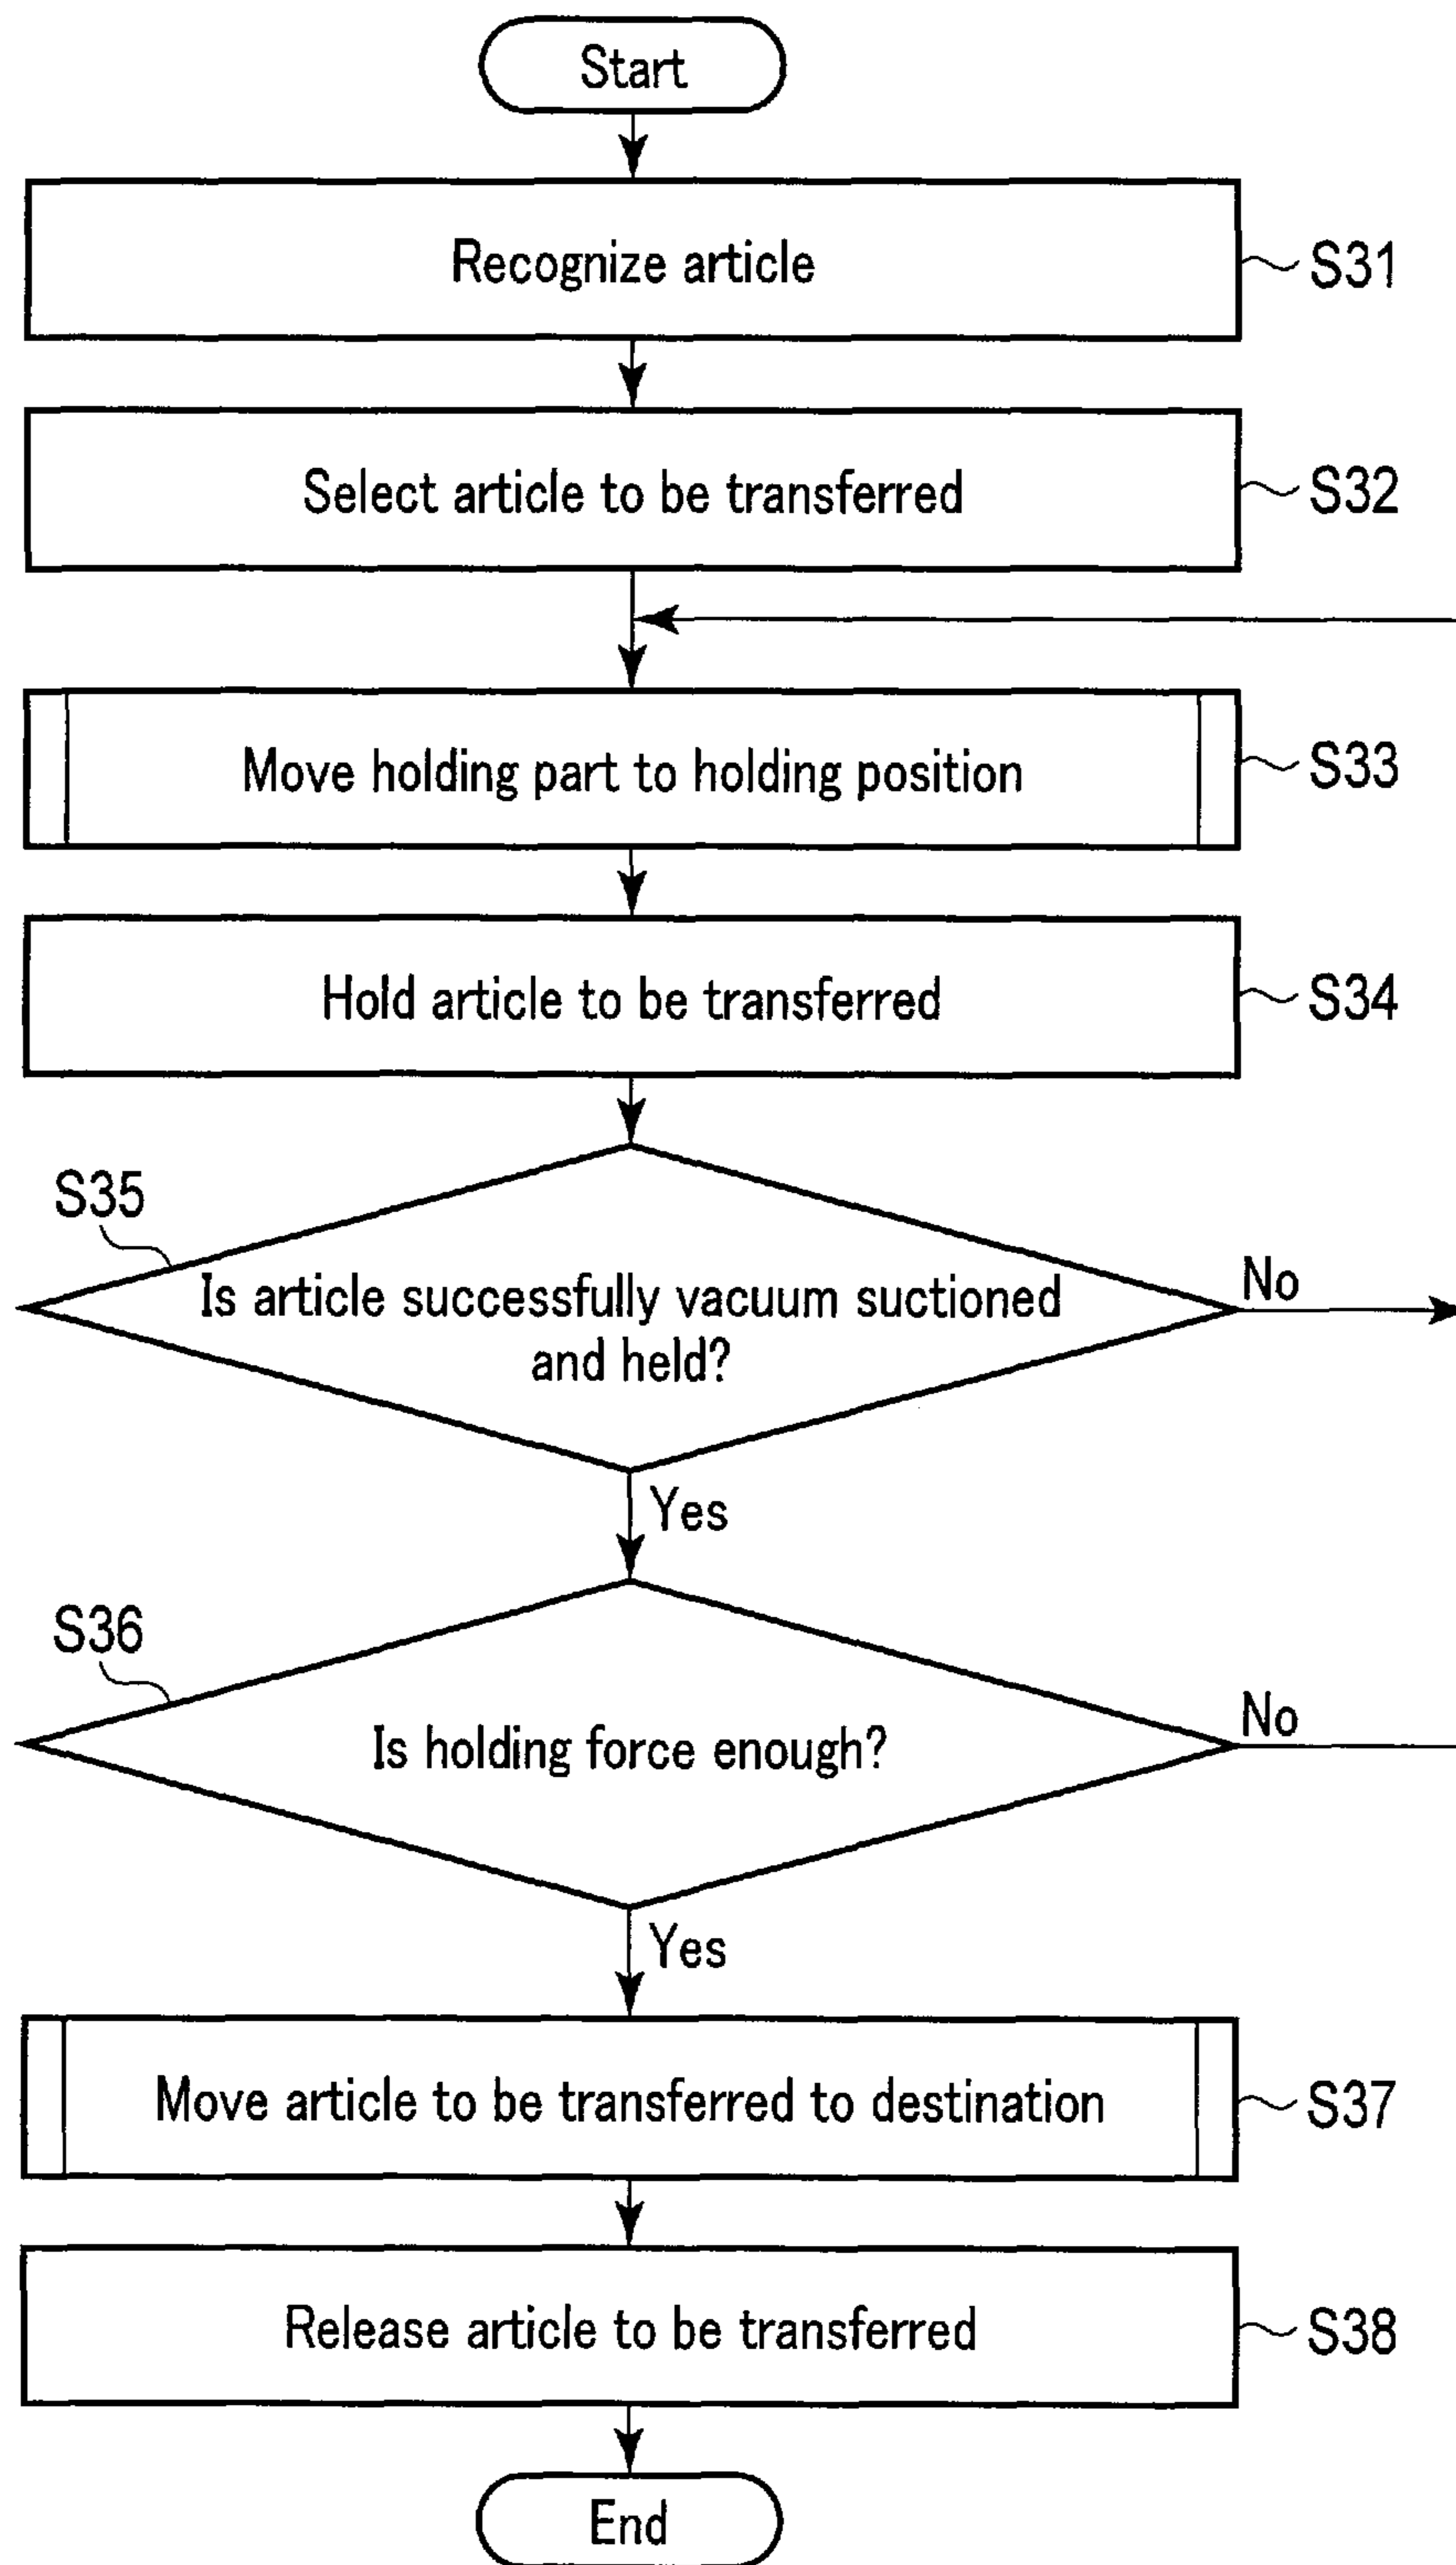 Start
Recognize article
S31
Select article to be transferred
S32
Move holding part to holding position
S33
Hold article to be transferred
S34
S35
Is article successfully vacuum suctioned
and held?
No
Yes
S36
Is holding force enough?
No
Yes
Move article to be transferred to destination
S37
Release article to be transferred
S38
End